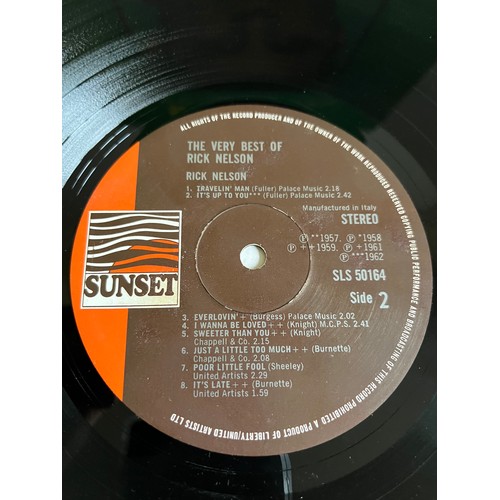 ALL RIGHTS OF THE RECORD PRODUCER AND OF THE OWNER OF THE WORK REPRODUCED RESERVED COPYING PUBLIC PERFORMANCE AND BROADCASTING OF THIS RECORD PROHIBITED A PRODUCT OF LIBERTY/UNITED ARTISTS LTD
THE VERY BEST OF
RICK NELSON
RICK NELSON
1. TRAVELIN' MAN (Fuller) Palace Music 2.18
2. IT'S UP TO YOU*** (Fuller) Palace Music 2.42
Manufactured in Italy
STEREO
℗ **1957. ℗ *1958
℗ ++1959. ℗ +1961
℗ ***1962
SLS 50164
Side 2
SUNSET
3. EVERLOVIN' + (Burgess) Palace Music 2.02
4. I WANNA BE LOVED ++ (Knight) M.C.P.S. 2.41
5. SWEETER THAN YOU ++ (Knight)
Chappell & Co. 2.15
6. JUST A LITTLE TOO MUCH ++ (Burnette)
Chappell & Co. 2.08
7. POOR LITTLE FOOL (Sheeley)
United Artists 2.29
8. IT'S LATE ++ (Burnette)
United Artists 1.59